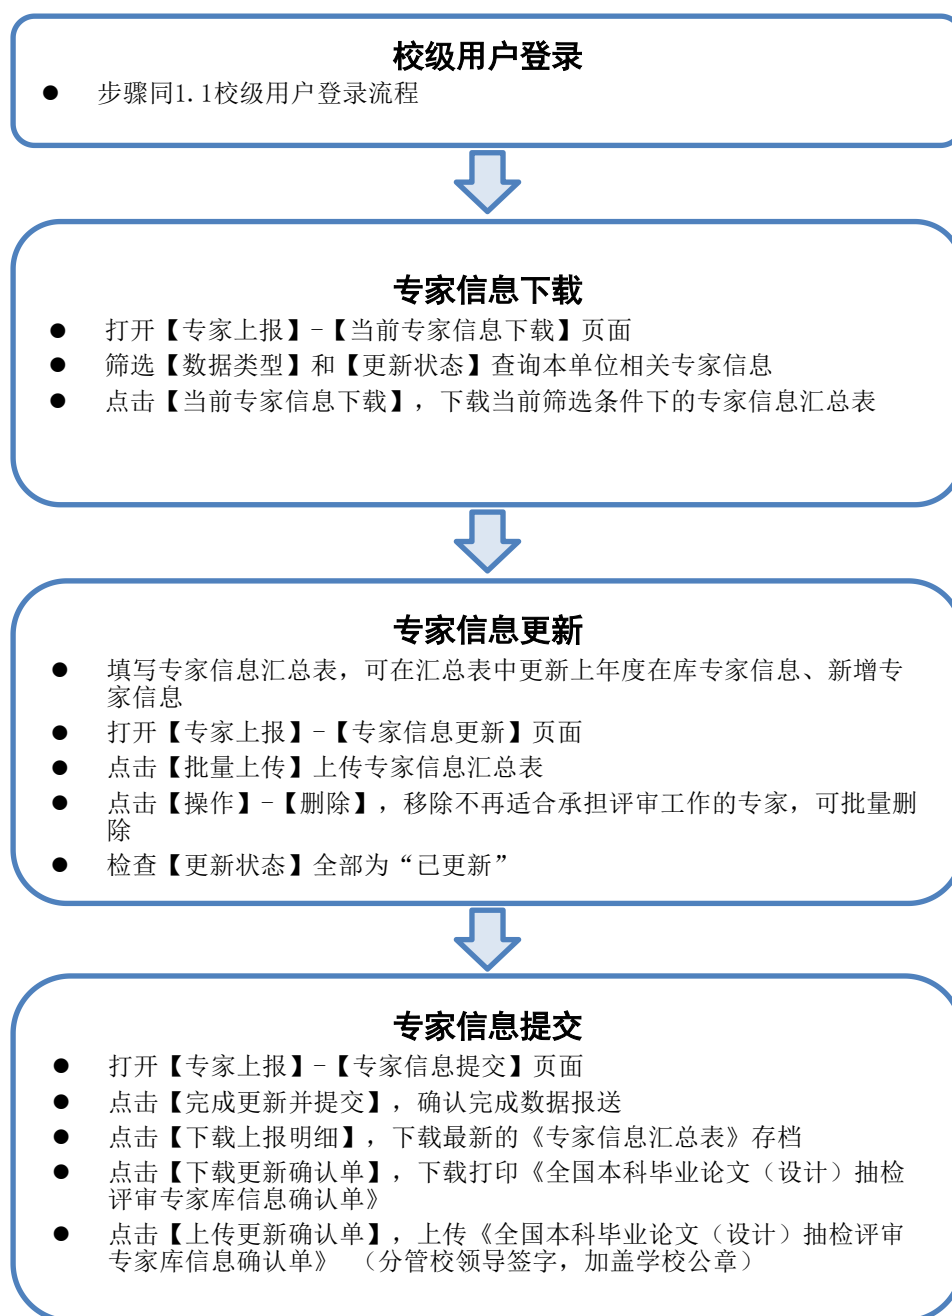 校级用户登录
● 步骤同1.1校级用户登录流程
专家信息下载
● 打开【专家上报】-【当前专家信息下载】页面
● 筛选【数据类型】和【更新状态】查询本单位相关专家信息
● 点击【当前专家信息下载】，下载当前筛选条件下的专家信息汇总表
专家信息更新
● 填写专家信息汇总表，可在汇总表中更新上年度在库专家信息、新增专
家信息
● 打开【专家上报】-【专家信息更新】页面
● 点击【批量上传】上传专家信息汇总表
● 点击【操作】-【删除】，移除不再适合承担评审工作的专家，可批量删
除
● 检查【更新状态】全部为“已更新”
专家信息提交
● 打开【专家上报】-【专家信息提交】页面
● 点击【完成更新并提交】，确认完成数据报送
● 点击【下载上报明细】，下载最新的《专家信息汇总表》存档
● 点击【下载更新确认单】，下载打印《全国本科毕业论文（设计）抽检
评审专家库信息确认单》
● 点击【上传更新确认单】，上传《全国本科毕业论文（设计）抽检评审
专家库信息确认单》 （分管校领导签字，加盖学校公章）